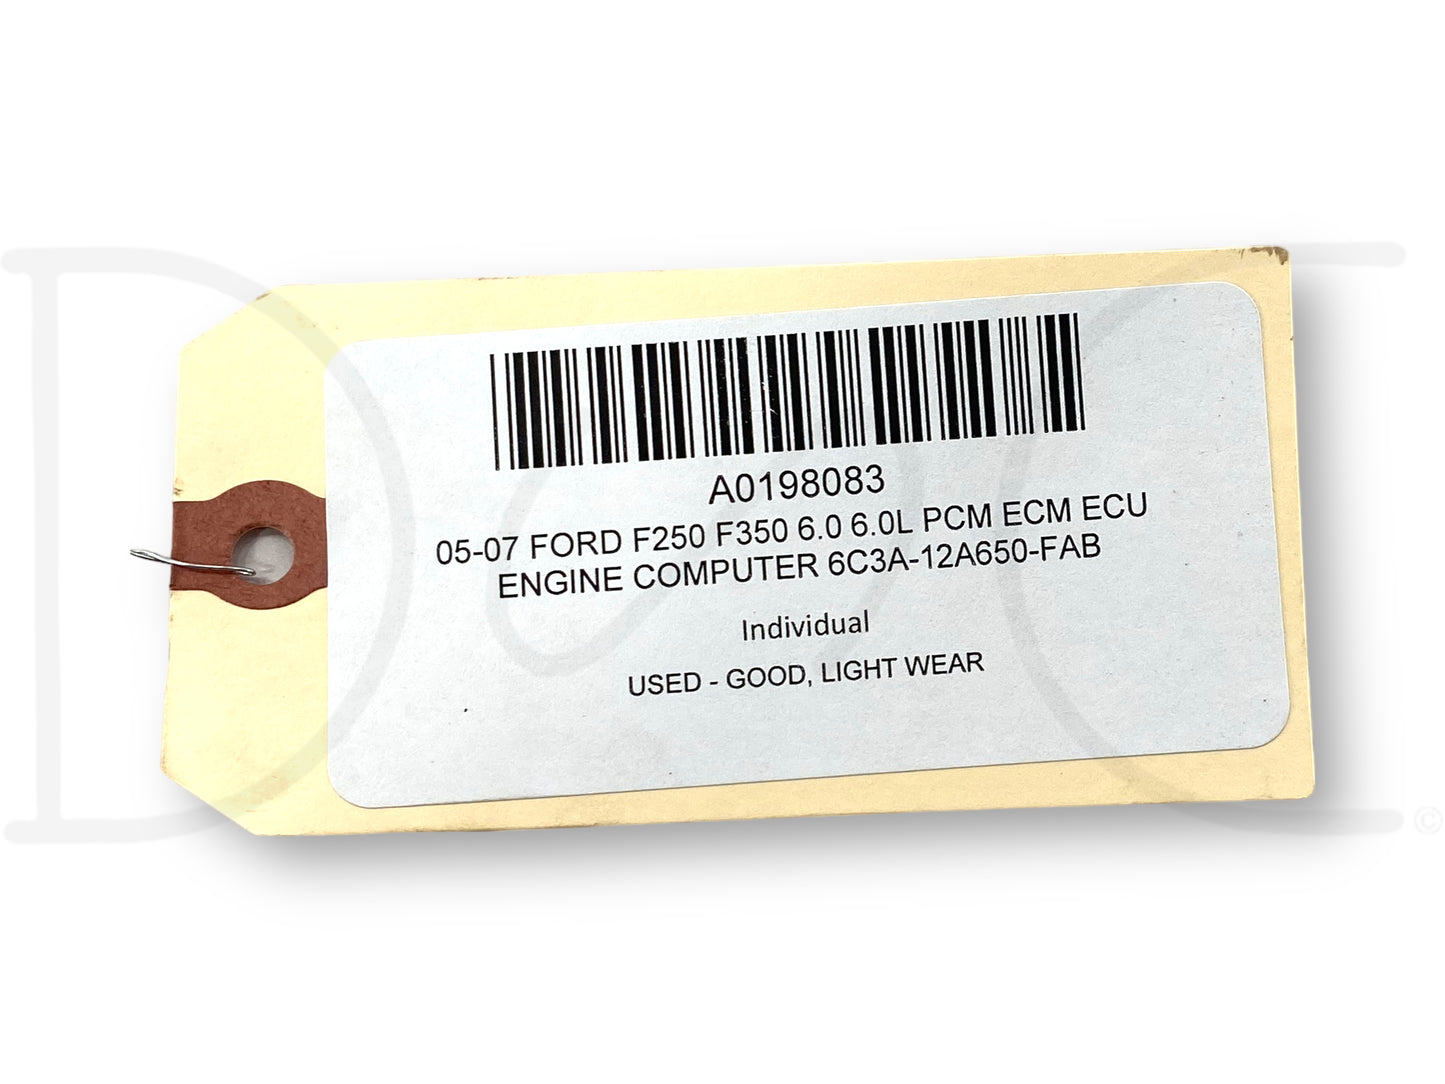 A0198083
05-07 FORD F250 F350 6.0 6.0L PCM ECM ECU
ENGINE COMPUTER 6C3A-12A650-FAB
Individual
USED - GOOD, LIGHT WEAR
©